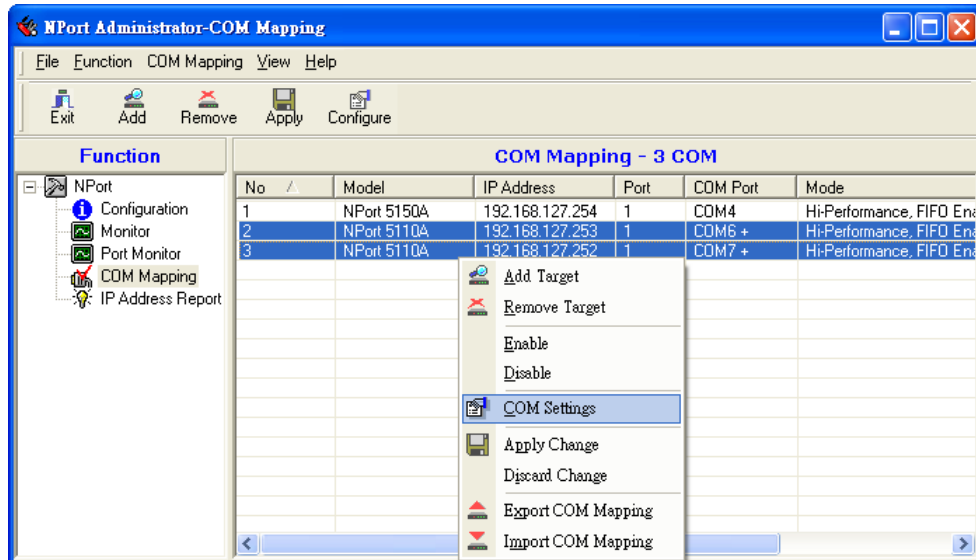 NPort Administrator-COM Mapping
File Function COM Mapping View Help
Exit Add Remove Apply Configure
Function
COM Mapping - 3 COM
NPort
Configuration
Monitor
Port Monitor
COM Mapping
IP Address Report
No Model IP Address Port COM Port Mode
1 NPort 5150A 192.168.127.254 1 COM4 Hi-Performance, FIFO Ena
2 NPort 5110A 192.168.127.253 1 COM6 + Hi-Performance, FIFO Ena
3 NPort 5110A 192.168.127.252 1 COM7 + Hi-Performance, FIFO Ena
Add Target
Remove Target
Enable
Disable
COM Settings
Apply Change
Discard Change
Export COM Mapping
Import COM Mapping